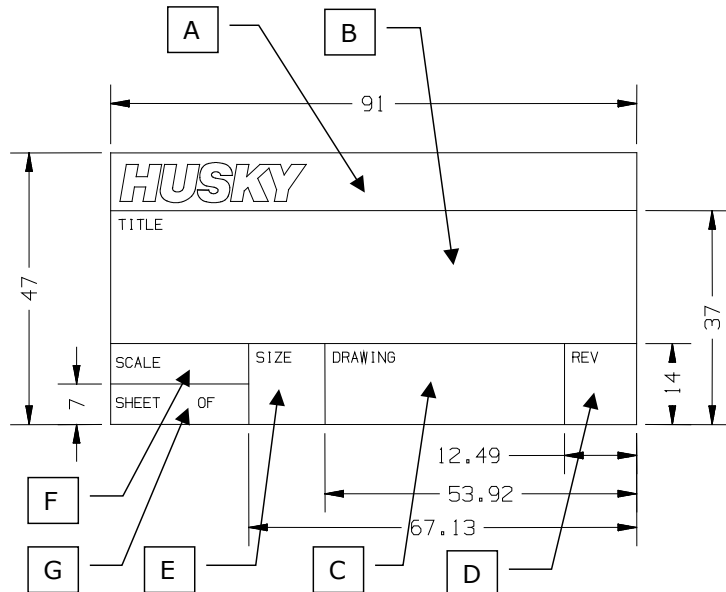 A
B
91
HUSKY
TITLE
47
37
SCALE
SIZE
DRAWING
REV
14
7
SHEET OF
12.49
F
53.92
67.13
G
E
C
D